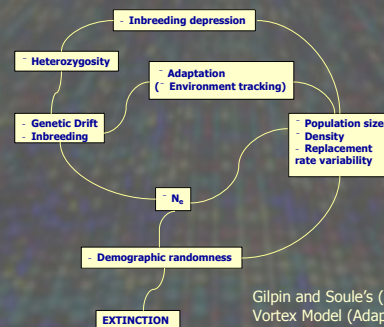 - Inbreeding depression
- Heterozygosity
- Adaptation
(- Environment tracking)
- Genetic Drift
- Inbreeding
- Population size
- Density
- Replacement
rate variability
- Ne
- Demographic randomness
EXTINCTION
Gilpin and Soule's (
Vortex Model (Adap